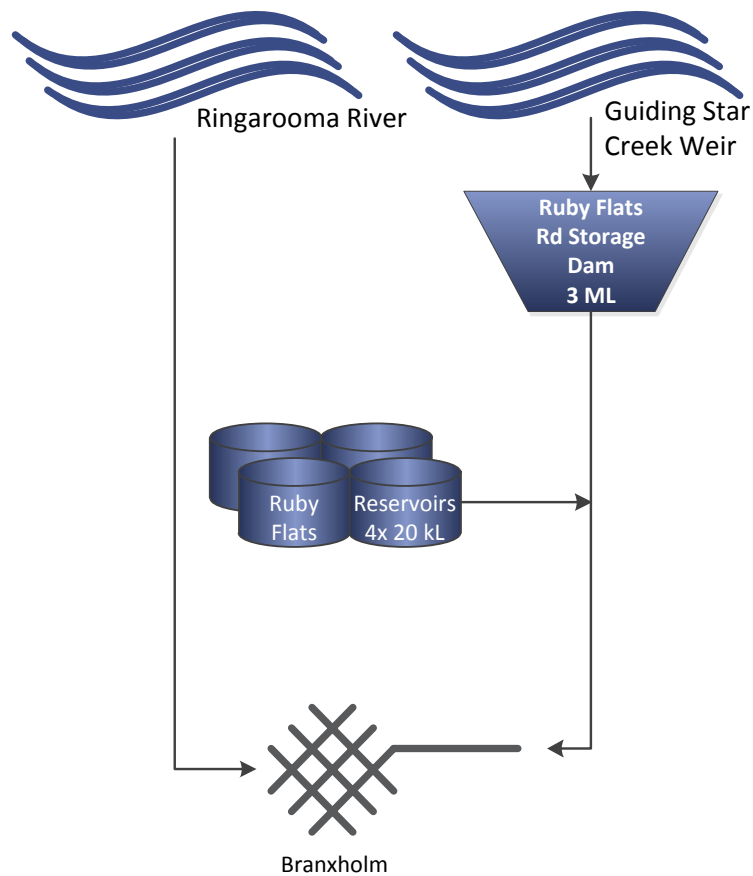 Ringarooma River
Guiding Star
Creek Weir
Ruby Flats
Rd Storage
Dam
3 ML
Ruby
Flats
Reservoirs
4x 20 kL
Branxholm